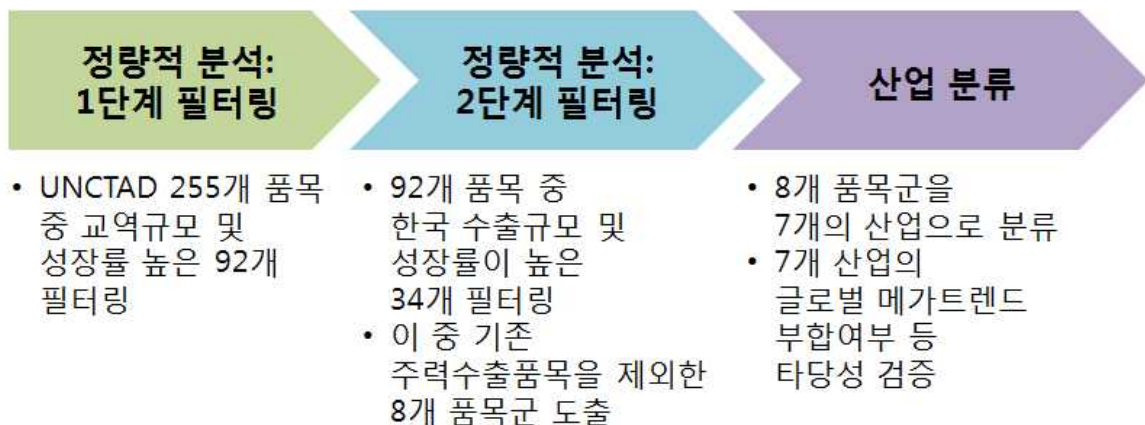 정량적 분석:
1단계 필터링
정량적 분석:
2단계 필터링
산업 분류
• UNCTAD 255개 품목
중 교역규모 및
성장률 높은 92개
필터링
• 92개 품목 중
한국 수출규모 및
성장률이 높은
34개 필터링
• 이 중 기존
주력수출품목을 제외한
8개 품목군 도출
• 8개 품목군을
7개의 산업으로 분류
• 7개 산업의
글로벌 메가트렌드
부합여부 등
타당성 검증